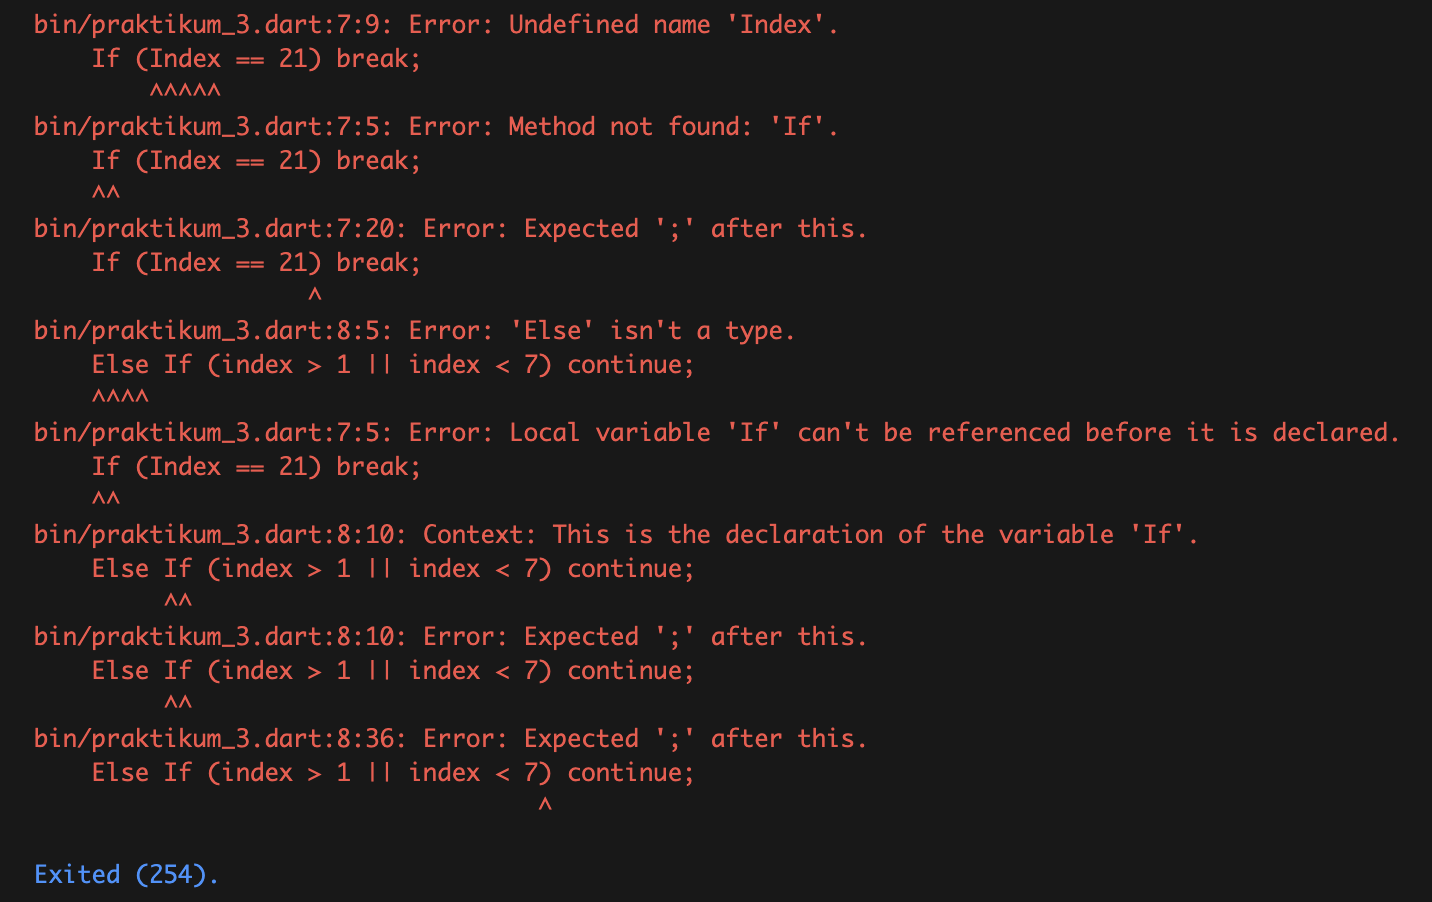 bin/praktikum_3.dart:7:9: Error: Undefined name 'Index'.
    If (Index == 21) break;
        ^^^^^
bin/praktikum_3.dart:7:5: Error: Method not found: 'If'.
    If (Index == 21) break;
    ^^
bin/praktikum_3.dart:7:20: Error: Expected ';' after this.
    If (Index == 21) break;
                   ^
bin/praktikum_3.dart:8:5: Error: 'Else' isn't a type.
    Else If (index > 1 || index < 7) continue;
    ^^^^
bin/praktikum_3.dart:7:5: Error: Local variable 'If' can't be referenced before it is declared.
    If (Index == 21) break;
    ^^
bin/praktikum_3.dart:8:10: Context: This is the declaration of the variable 'If'.
    Else If (index > 1 || index < 7) continue;
         ^^
bin/praktikum_3.dart:8:10: Error: Expected ';' after this.
    Else If (index > 1 || index < 7) continue;
         ^^
bin/praktikum_3.dart:8:36: Error: Expected ';' after this.
    Else If (index > 1 || index < 7) continue;
                                   ^
Exited (254).